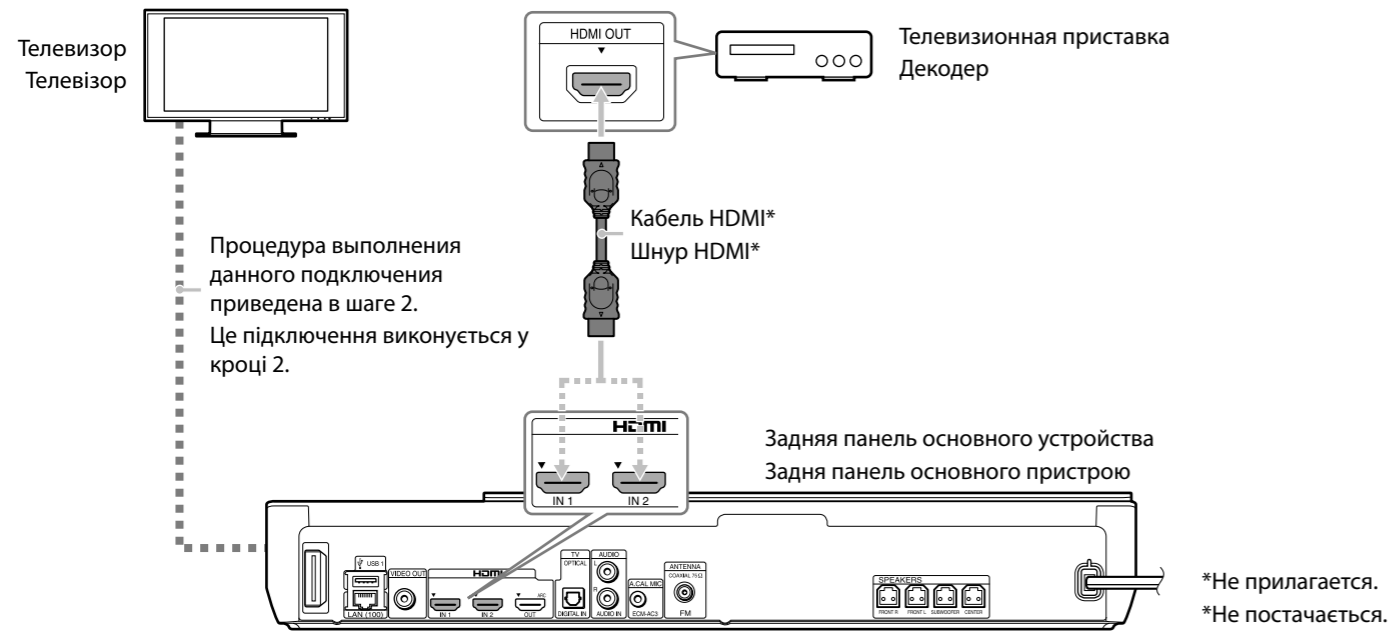 Телевизор
Телевізор
HDMI OUT
Телевизионная приставка
Декодер
Кабель HDMI*
Шнур HDMI*
Процедура выполнения
данного подключения
приведена в шаге 2.
Це підключення виконується у
кроці 2.
HDMI
IN 1
IN 2
Задняя панель основного устройства
Задня панель основного пристрою
USB 1
LAN (100)
VIDEO OUT
HDMI
IN 1
IN 2
ARC
OUT
TV
OPTICAL
DIGITAL IN
AUDIO
L
R
AUDIO IN
A.CAL MIC
ECM-AC3
ANTENNA
COAXIAL 75Ω
FM
SPEAKERS
FRONT R
FRONT L
SUBWOOFER
CENTER
*Не прилагается.
*Не постачається.